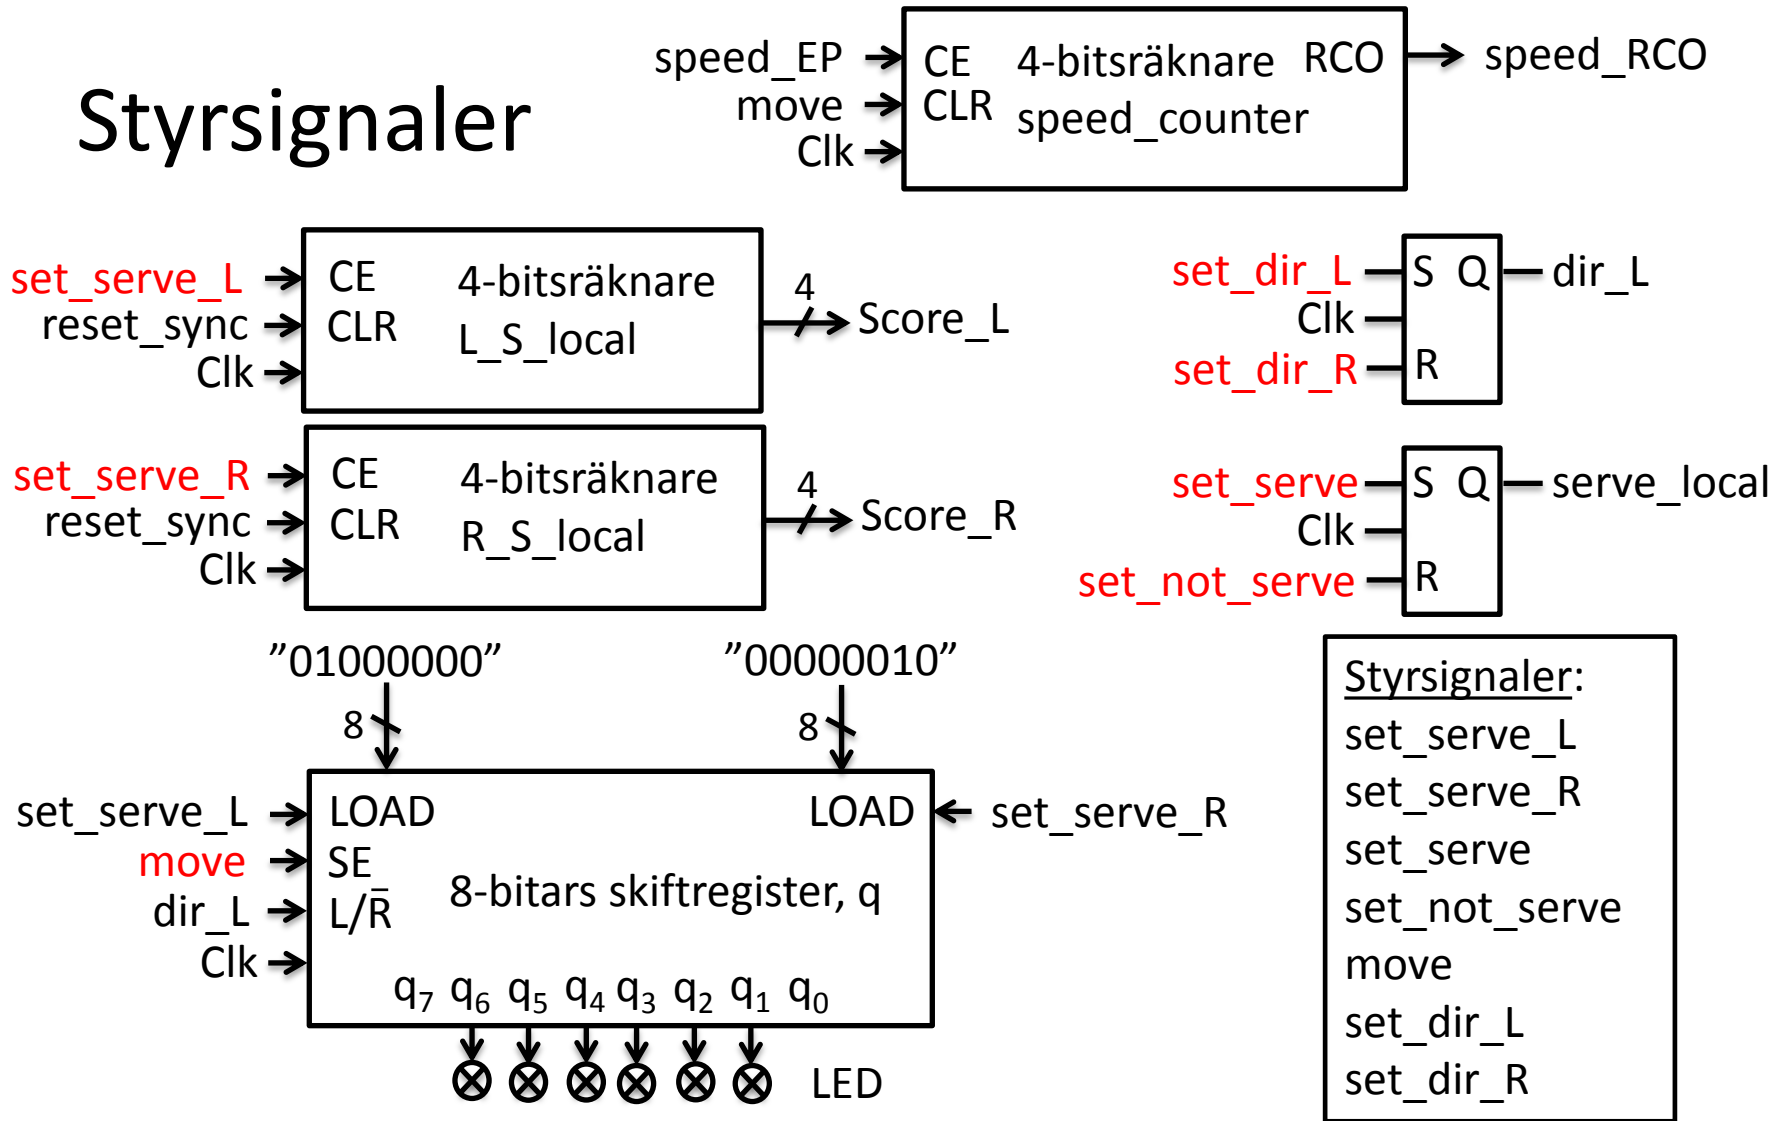 Styrsignaler
speed_EP
move
Clk
CE 4-bitsräknare RCO
CLR speed_counter
speed_RCO
set_serve_L
reset_sync
Clk
CE 4-bitsräknare
CLR L_S_local
4
Score_L
set_dir_L
Clk
set_dir_R
S Q
R
dir_L
set_serve_R
reset_sync
Clk
CE 4-bitsräknare
CLR R_S_local
4
Score_R
set_serve
Clk
set_not_serve
S Q
R
serve_local
”01000000” ”00000010”
8 8
set_serve_L
move
dir_L
Clk
LOAD LOAD
SE
L/R̅ 8-bitars skiftregister, q
set_serve_R
q₇ q₆ q₅ q₄ q₃ q₂ q₁ q₀
LED
Styrsignaler:
set_serve_L
set_serve_R
set_serve
set_not_serve
move
set_dir_L
set_dir_R